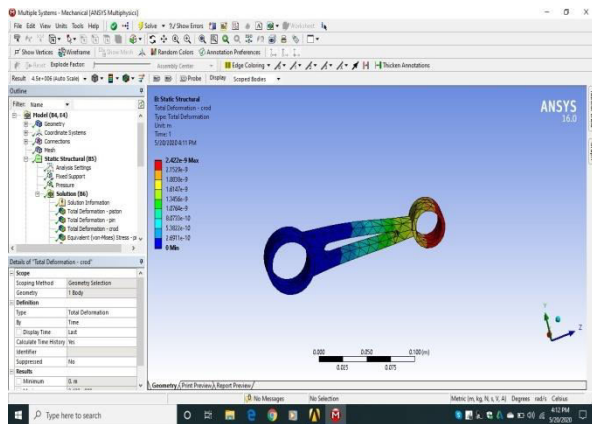 Multiple Systems - Mechanical [ANSYS Multiphysics]
File Edit View Units Tools Help Solve ?/ Show Errors Worksheet
Show Vertices Wireframe Show Mesh Random Colors Annotation Preferences
Explode Factor: Assembly Center Edge Coloring Thicken Annotations
Result 4.5e+006 (Auto Scale) Probe Display Scoped Bodies
Outline
Filter: Name
Model (B4, E4)
Geometry
Coordinate Systems
Connections
Mesh
Static Structural (B5)
Analysis Settings
Fixed Support
Pressure
Solution (B6)
Solution Information
Total Deformation - piston
Total Deformation - pin
Total Deformation - crod
Equivalent (von-Mises) Stress - p
Details of "Total Deformation - crod"
Scope
Scoping Method Geometry Selection
Geometry 1 Body
Definition
Type Total Deformation
By Time
Display Time Last
Calculate Time History Yes
Identifier
Suppressed No
Results
Minimum 0. m
B: Static Structural
Total Deformation - crod
Type: Total Deformation
Unit: m
Time: 1
5/20/2020 4:11 PM
2.422e-9 Max
2.1529e-9
1.8838e-9
1.6147e-9
1.3456e-9
1.0764e-9
8.0733e-10
5.3822e-10
2.6911e-10
0 Min
ANSYS
16.0
Y
Z
0.000 0.050 0.100 (m)
0.025 0.075
Geometry Print Preview Report Preview
No Messages No Selection Metric (m, kg, N, s, V, A) Degrees rad/s Celsius
Type here to search
4:12 PM
5/20/2020